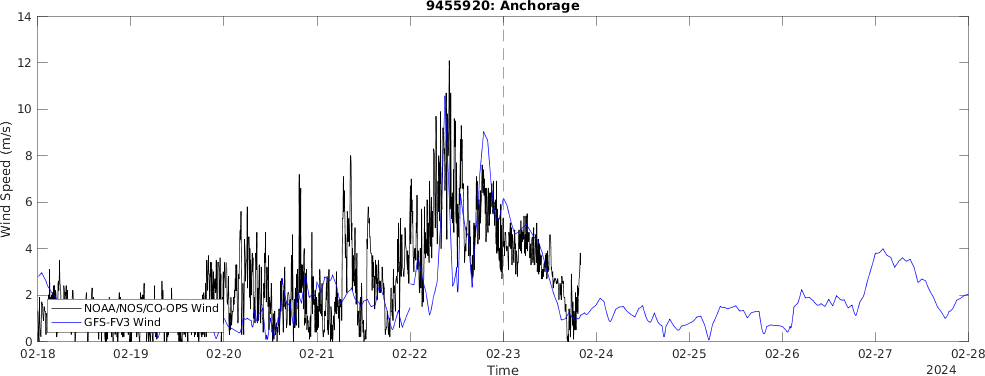 9455920: Anchorage
14
12
10
8
6
4
2
0
Wind Speed (m/s)
NOAA/NOS/CO-OPS Wind
GFS-FV3 Wind
02-18 02-19 02-20 02-21 02-22 02-23 02-24 02-25 02-26 02-27 02-28
Time
2024